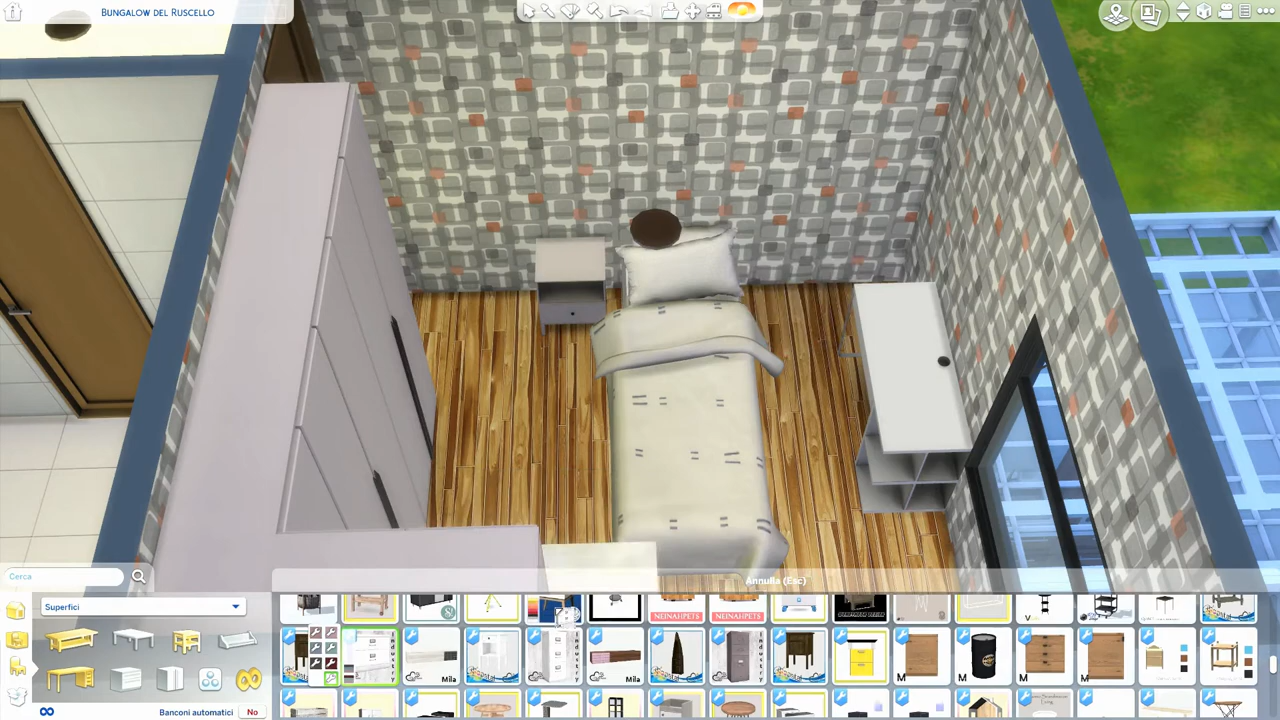 BUNGALOW DEL RUSCELLO
Annulla (Esc)
Cerca
Superfici
NEINAHPETS
NEINAHPETS
Mila
Mila
M
M
M
M
Banconi automatici
No